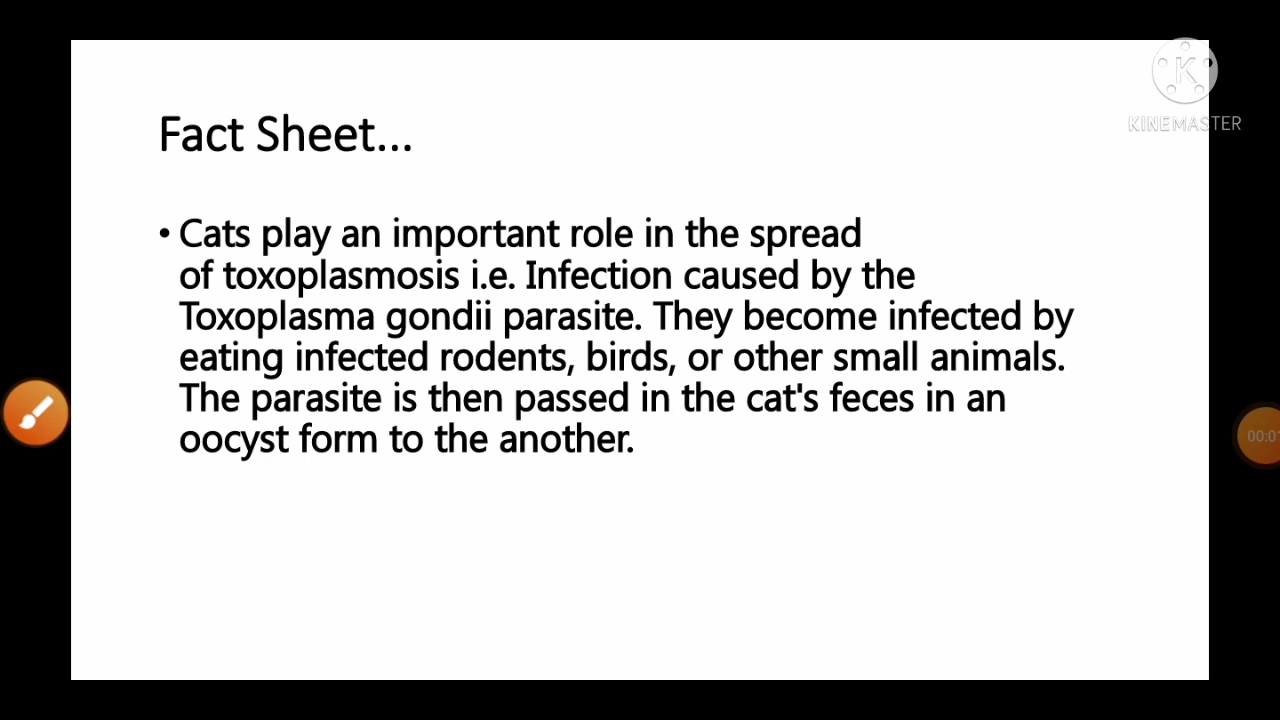 KINEMASTER
Fact Sheet...
• Cats play an important role in the spread
of toxoplasmosis i.e. Infection caused by the
Toxoplasma gondii parasite. They become infected by
eating infected rodents, birds, or other small animals.
The parasite is then passed in the cat's feces in an
oocyst form to the another.